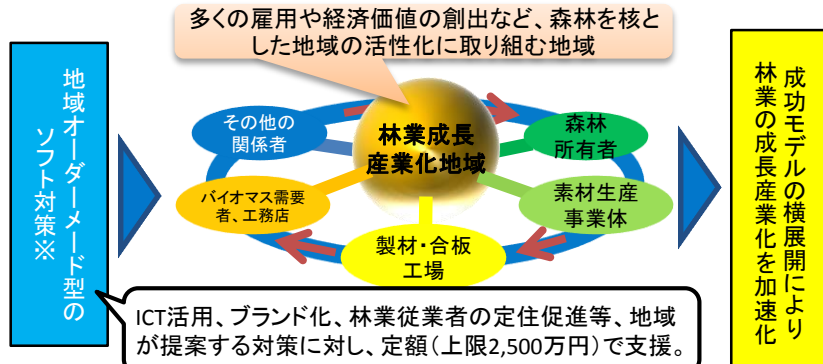 多くの雇用や経済価値の創出など、森林を核と
した地域の活性化に取り組む地域
地域オーダーメード型の
ソフト対策※
その他の
関係者
林業成長
産業化地域
森林
所有者
バイオマス需要
者、工務店
素材生産
事業体
製材・合板
工場
成功モデルの横展開により
林業の成長産業化を加速化
ICT活用、ブランド化、林業従業者の定住促進等、地域
が提案する対策に対し、定額（上限2,500万円）で支援。